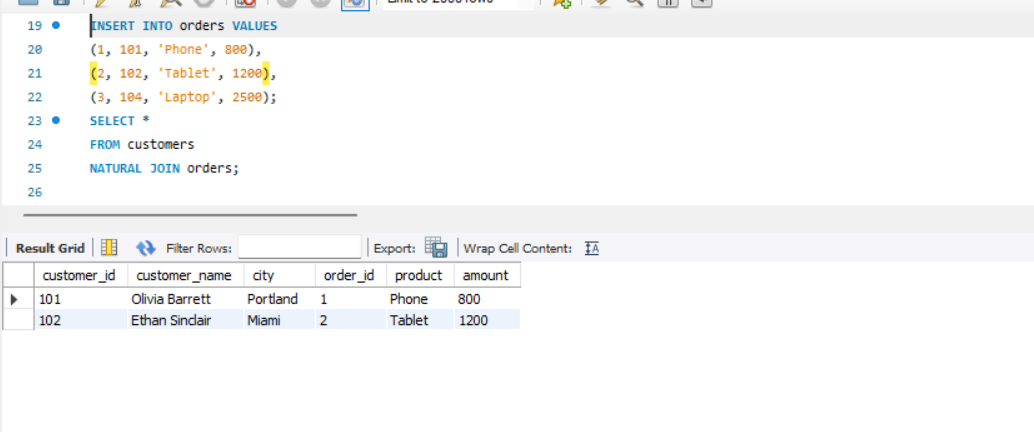 19 INSERT INTO orders VALUES
20 (1, 101, 'Phone', 800),
21 (2, 102, 'Tablet', 1200),
22 (3, 104, 'Laptop', 2500);
23 SELECT *
24 FROM customers
25 NATURAL JOIN orders;
26
Result Grid Filter Rows: Export: Wrap Cell Content:
customer_id customer_name city order_id product amount
101 Olivia Barrett Portland 1 Phone 800
102 Ethan Sinclair Miami 2 Tablet 1200